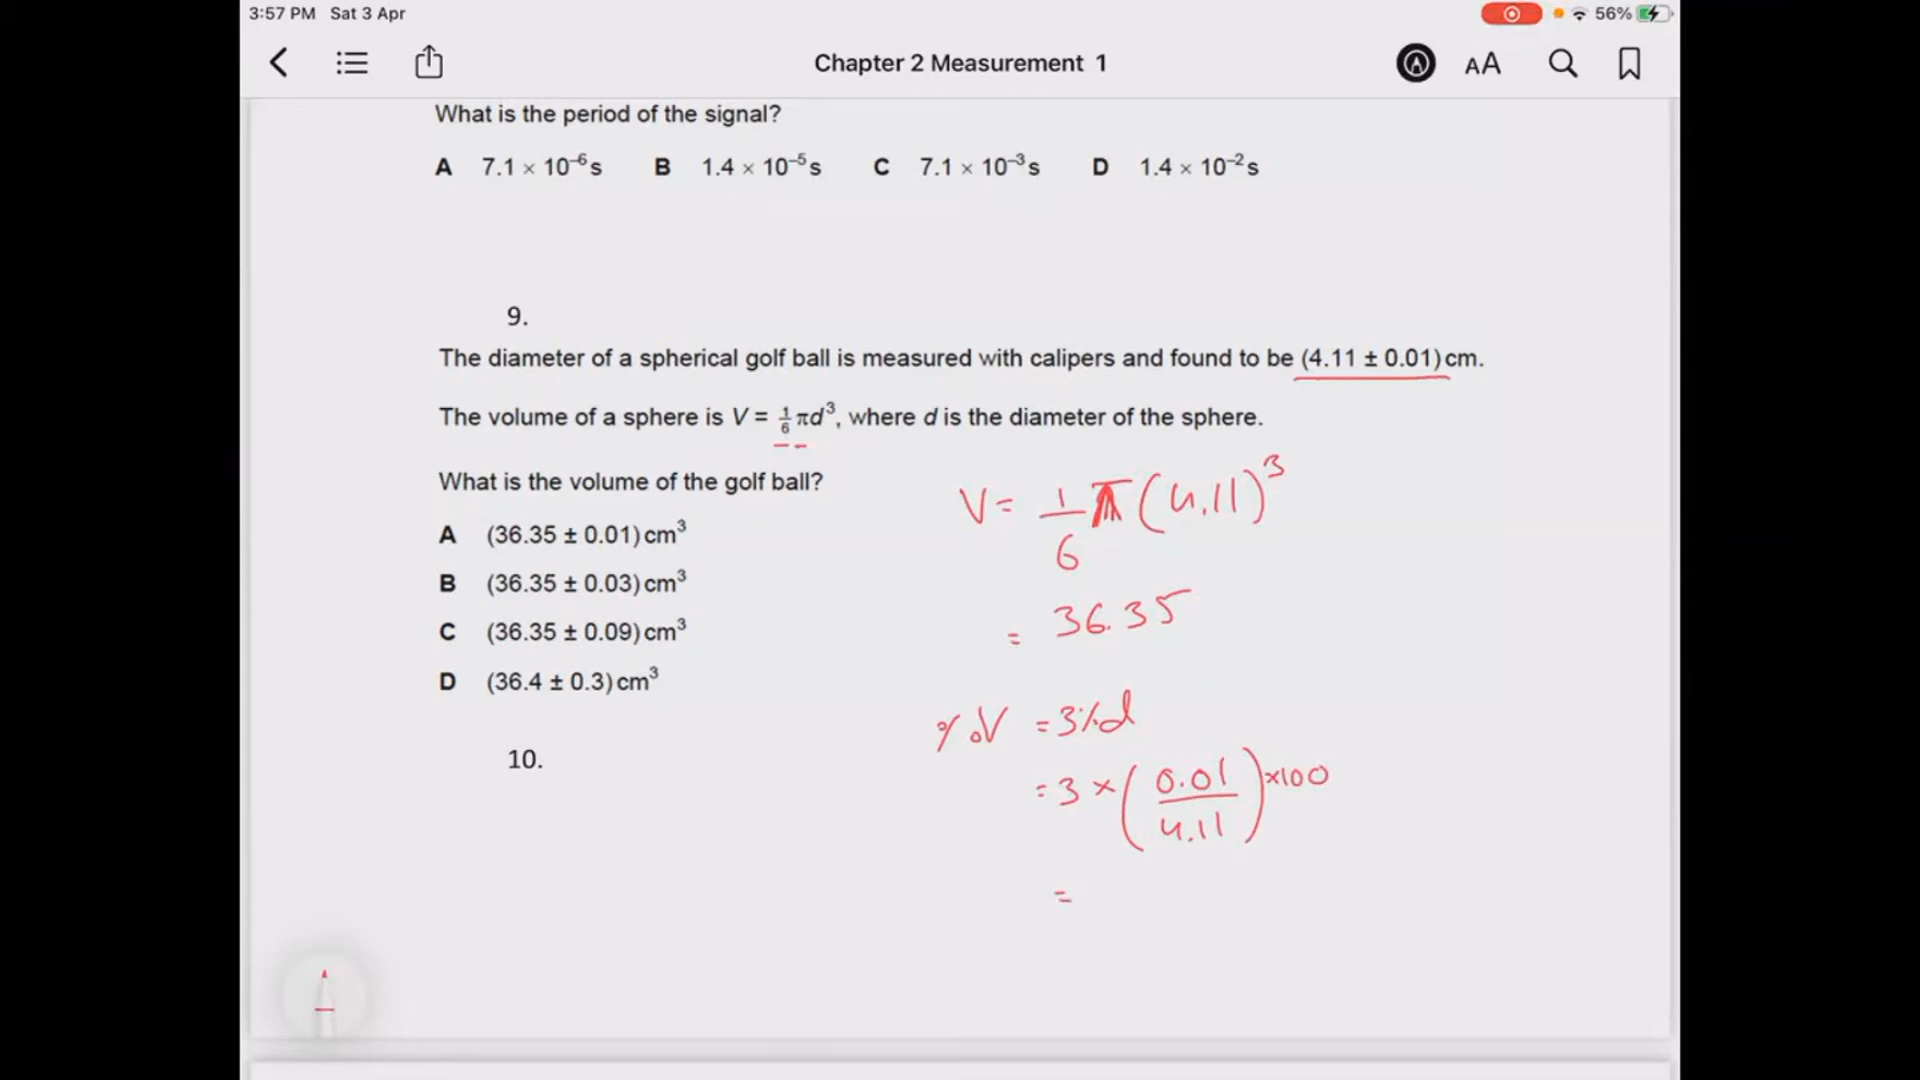 3:57 PM Sat 3 Apr
56%
Chapter 2 Measurement 1
AA
What is the period of the signal?
A 7.1 × 10⁻⁶ s B 1.4 × 10⁻⁵ s C 7.1 × 10⁻³ s D 1.4 × 10⁻² s
9.
The diameter of a spherical golf ball is measured with calipers and found to be (4.11 ± 0.01) cm.
The volume of a sphere is V = 1/6 πd³, where d is the diameter of the sphere.
What is the volume of the golf ball?
A (36.35 ± 0.01) cm³
B (36.35 ± 0.03) cm³
C (36.35 ± 0.09) cm³
D (36.4 ± 0.3) cm³
10.
V = 1/6 π (4.11)³
= 36.35
%V = 3%d
= 3 × (0.01/4.11) ×100
=